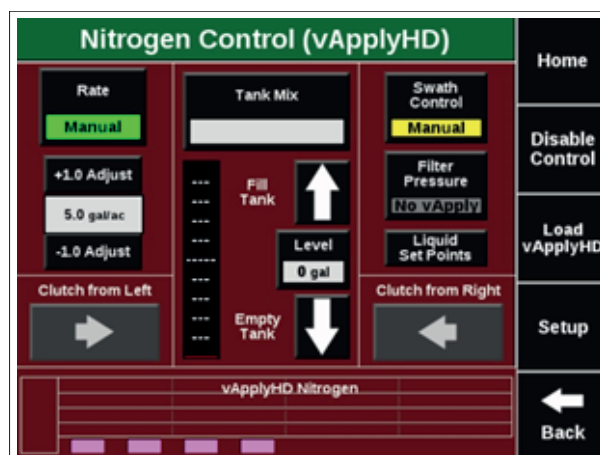 Nitrogen Control (vApplyHD)
Rate
Manual
+1.0 Adjust
5.0 gal/ac
-1.0 Adjust
Clutch from Left
Tank Mix
---
---
---
---
-----
---
---
---
---
Fill
Tank
Level
0 gal
Empty
Tank
Swath
Control
Manual
Filter
Pressure
No vApply
Liquid
Set Points
Clutch from Right
vApplyHD Nitrogen
Home
Disable
Control
Load
vApplyHD
Setup
Back